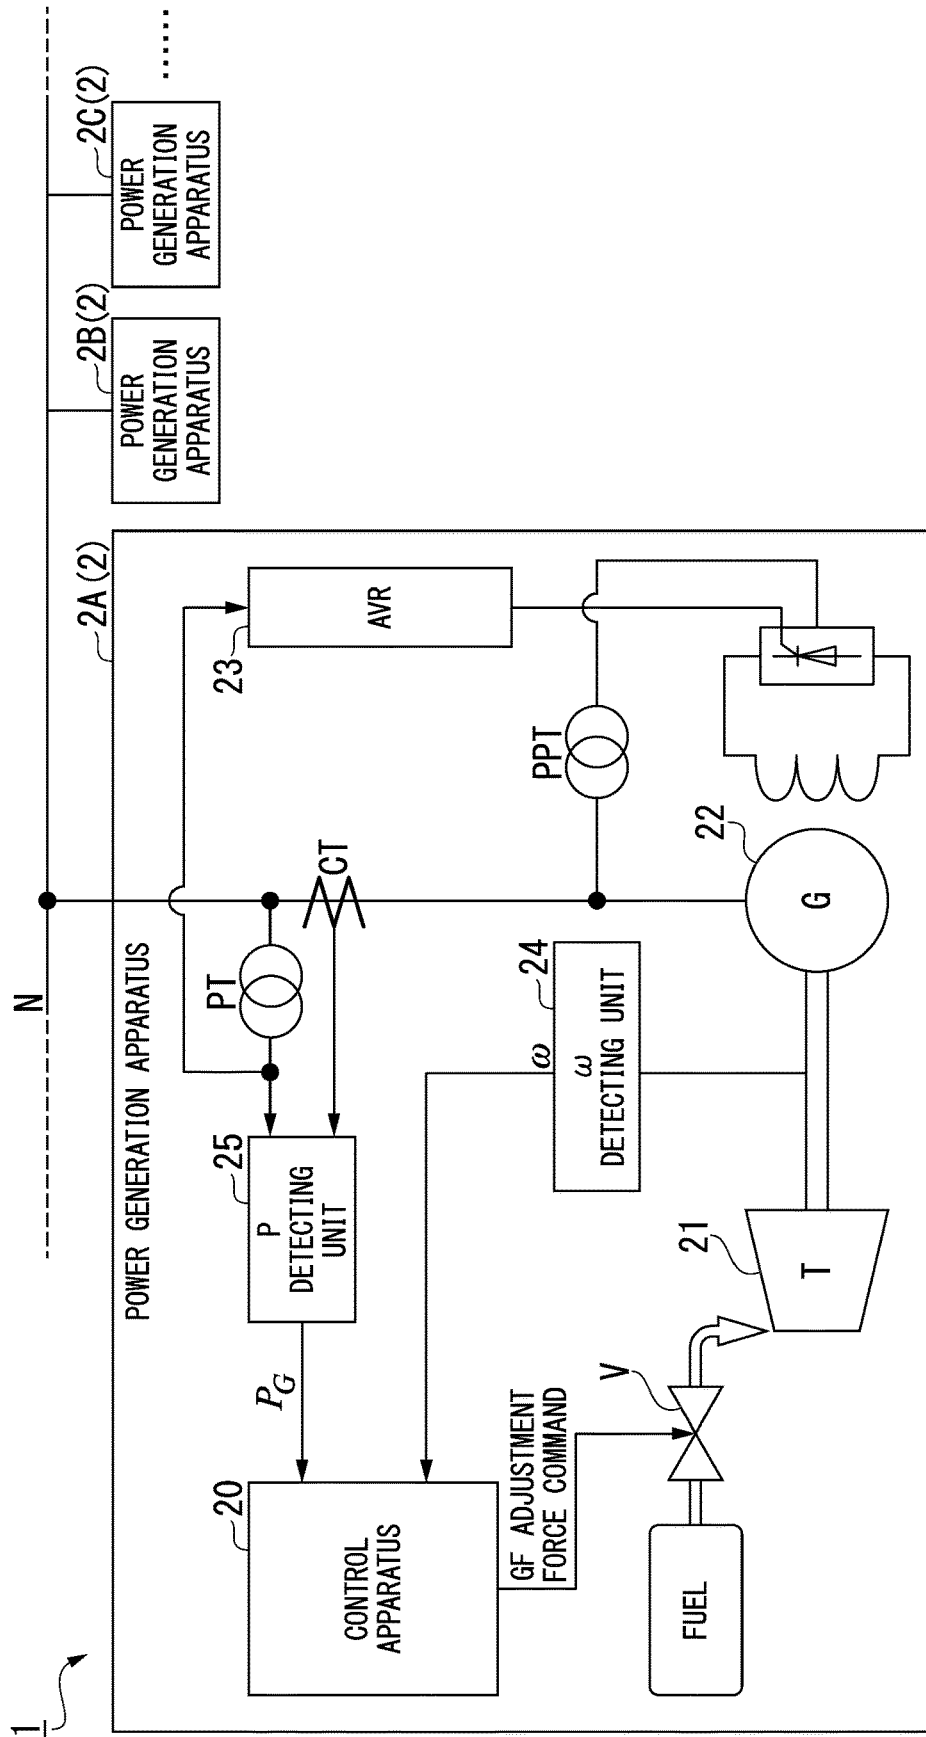 1
N
2A(2)
POWER GENERATION APPARATUS
2B(2)
POWER
GENERATION
APPARATUS
2C(2)
POWER
GENERATION
APPARATUS
......
20
CONTROL
APPARATUS
P_G
25
P
DETECTING
UNIT
PT
CT
23
AVR
GF ADJUSTMENT
FORCE COMMAND
ω
24
ω
DETECTING UNIT
PPT
FUEL
V
21
T
22
G